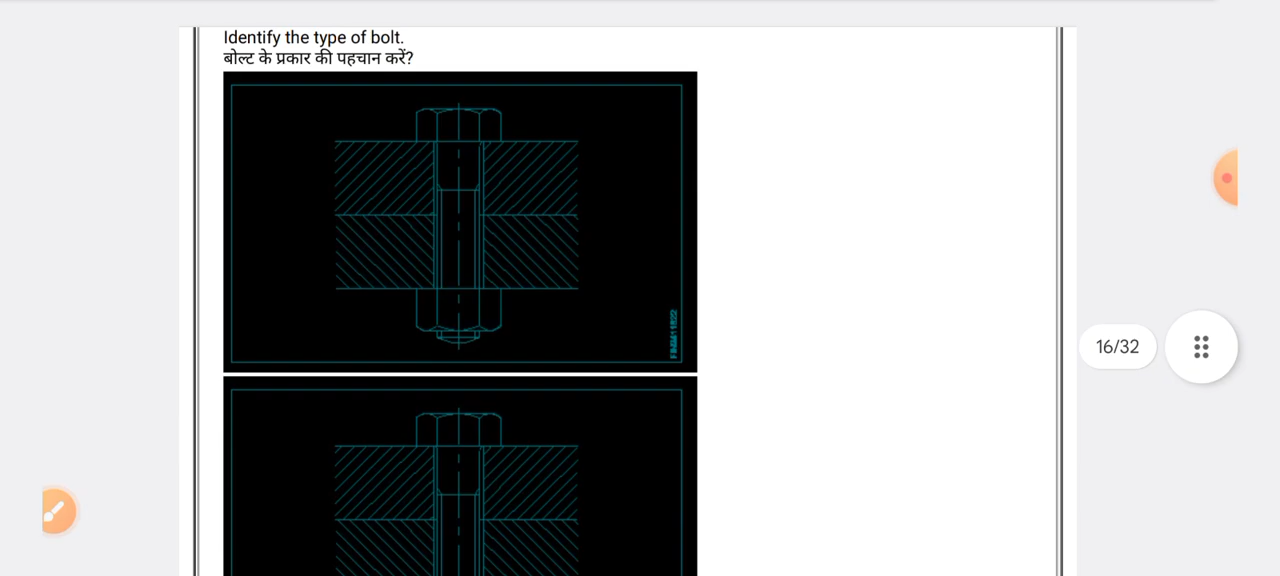 Identify the type of bolt.
बोल्ट के प्रकार की पहचान करें?
16/32